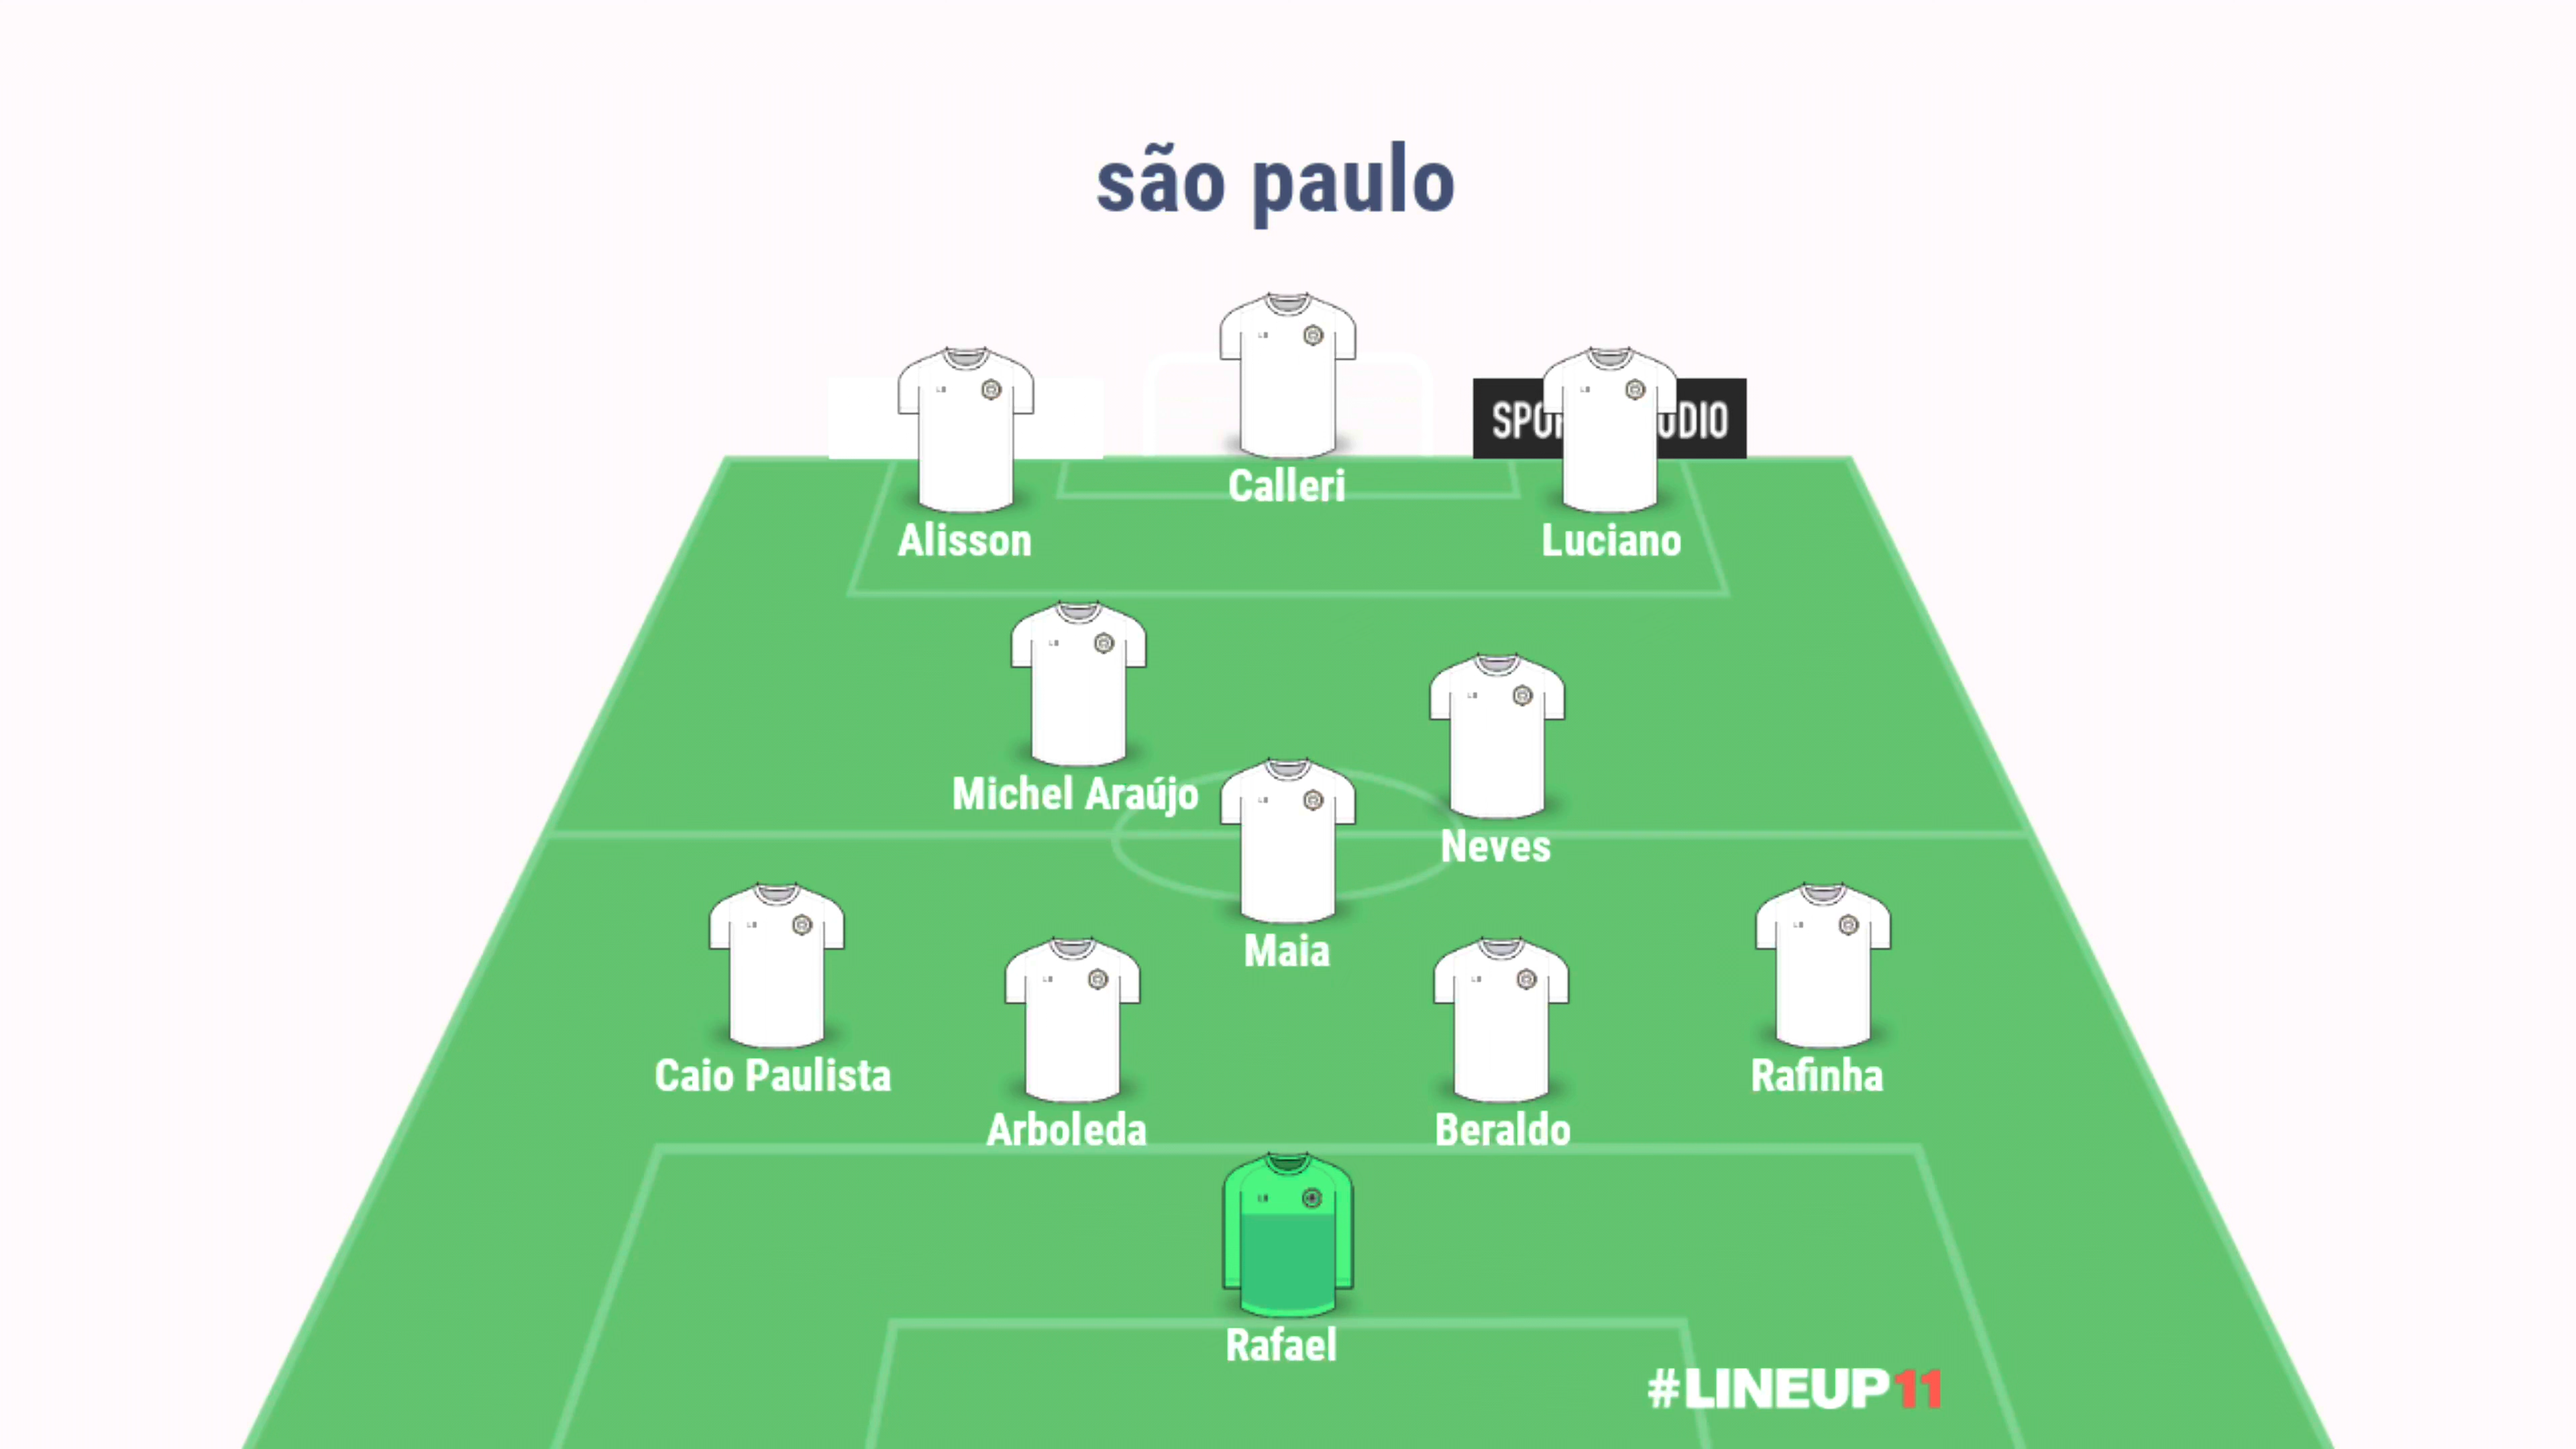 são paulo
Calleri
Alisson
Luciano
Michel Araújo
Neves
Maia
Caio Paulista
Rafinha
Arboleda
Beraldo
Rafael
#LINEUP11